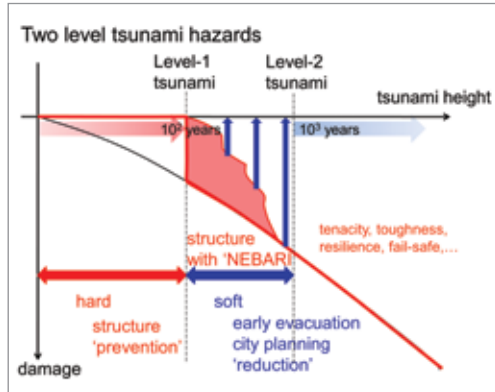 Two level tsunami hazards
Level-1
tsunami
Level-2
tsunami
tsunami height
10² years
10³ years
structure
with ‘NEBARI’
tenacity, toughness,
resilience, fail-safe,...
hard
structure
‘prevention’
soft
early evacuation
city planning
‘reduction’
damage